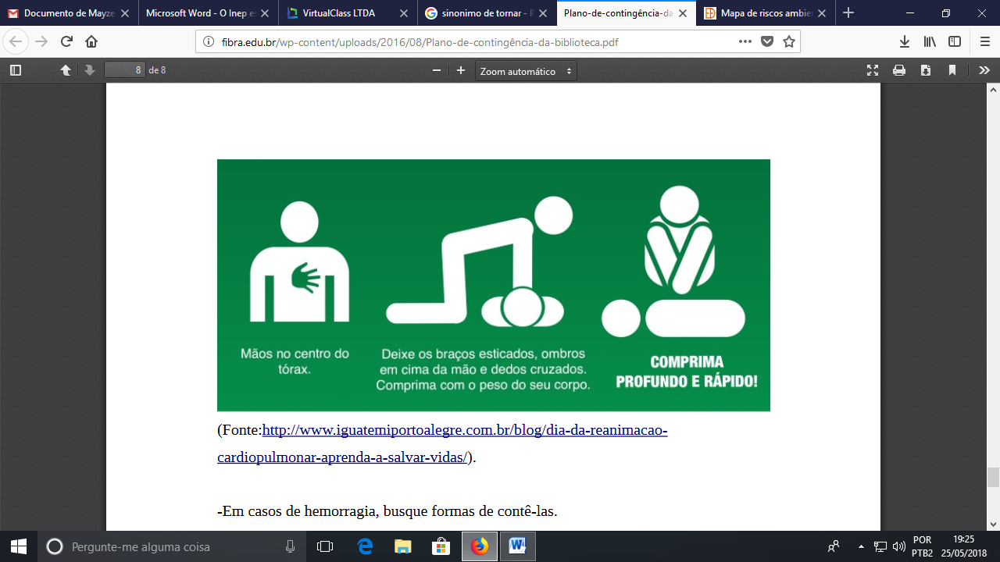 Documento de Mayze
Microsoft Word - O Inep es
VirtualClass LTDA
sinonimo de tornar - P
Plano-de-contingência-da
Mapa de riscos ambien
fibra.edu.br/wp-content/uploads/2016/08/Plano-de-contingência-da-biblioteca.pdf
8 de 8
Zoom automático
Mãos no centro do
tórax.
Deixe os braços esticados, ombros
em cima da mão e dedos cruzados.
Comprima com o peso do seu corpo.
COMPRIMA
PROFUNDO E RÁPIDO!
(Fonte:http://www.iguatemiportoalegre.com.br/blog/dia-da-reanimacao-
cardiopulmonar-aprenda-a-salvar-vidas/).
-Em casos de hemorragia, busque formas de contê-las.
Pergunte-me alguma coisa
POR
PTB2
19:25
25/05/2018